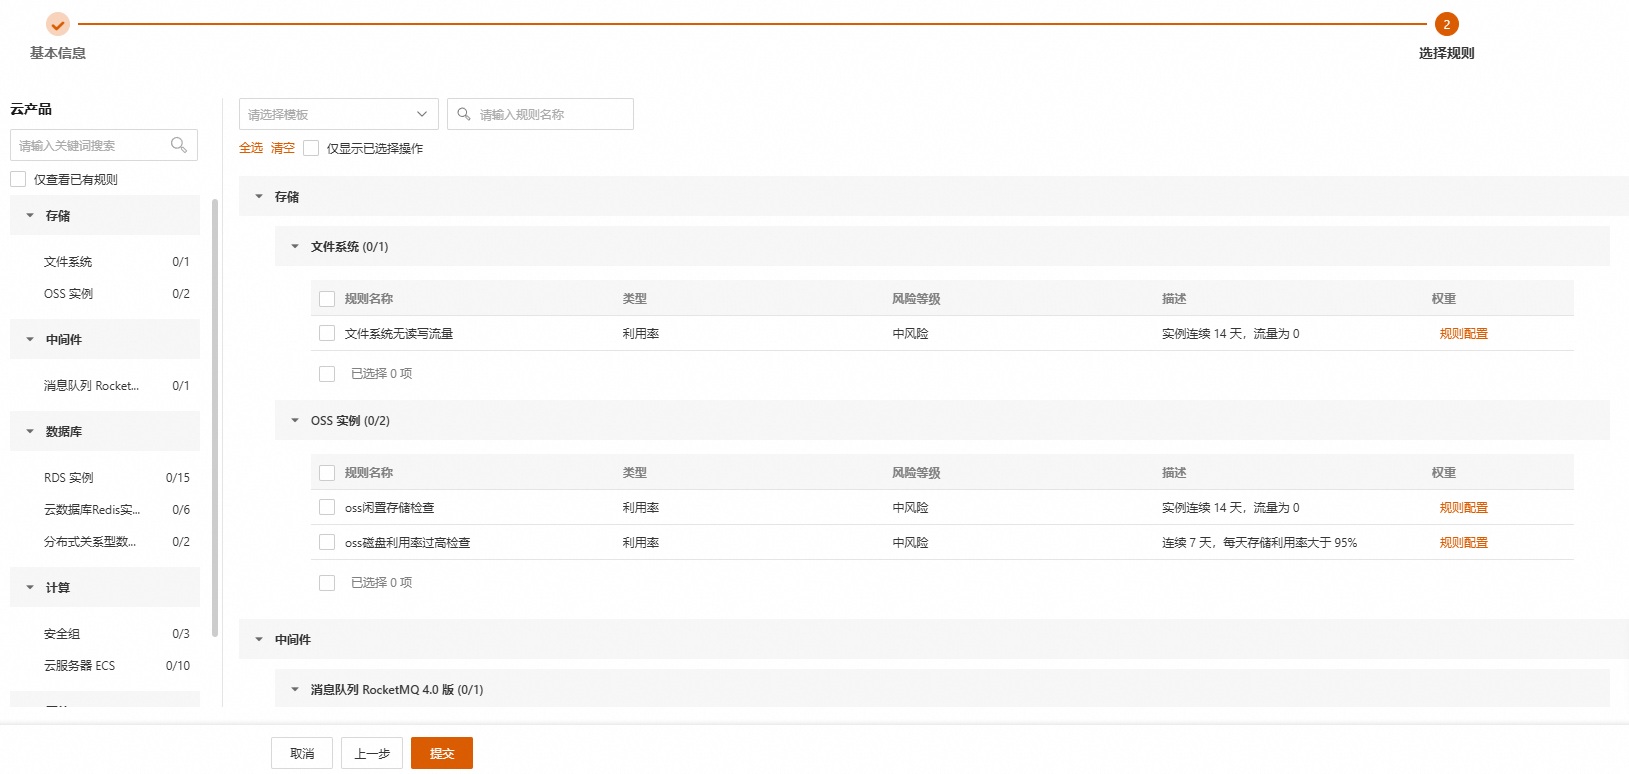 基本信息
2
选择规则
云产品
请输入关键词搜索
仅查看已有规则
存储
文件系统 0/1
OSS 实例 0/2
中间件
消息队列 Rocket... 0/1
数据库
RDS 实例 0/15
云数据库Redis实... 0/6
分布式关系型数... 0/2
计算
安全组 0/3
云服务器 ECS 0/10
请选择模板
请输入规则名称
全选 清空 仅显示已选择操作
存储
文件系统 (0/1)
规则名称 类型 风险等级 描述 权重
文件系统无读写流量 利用率 中风险 实例连续 14 天，流量为 0 规则配置
已选择 0 项
OSS 实例 (0/2)
规则名称 类型 风险等级 描述 权重
oss闲置存储检查 利用率 中风险 实例连续 14 天，流量为 0 规则配置
oss磁盘利用率过高检查 利用率 中风险 连续 7 天，每天存储利用率大于 95% 规则配置
已选择 0 项
中间件
消息队列 RocketMQ 4.0 版 (0/1)
取消 上一步 提交